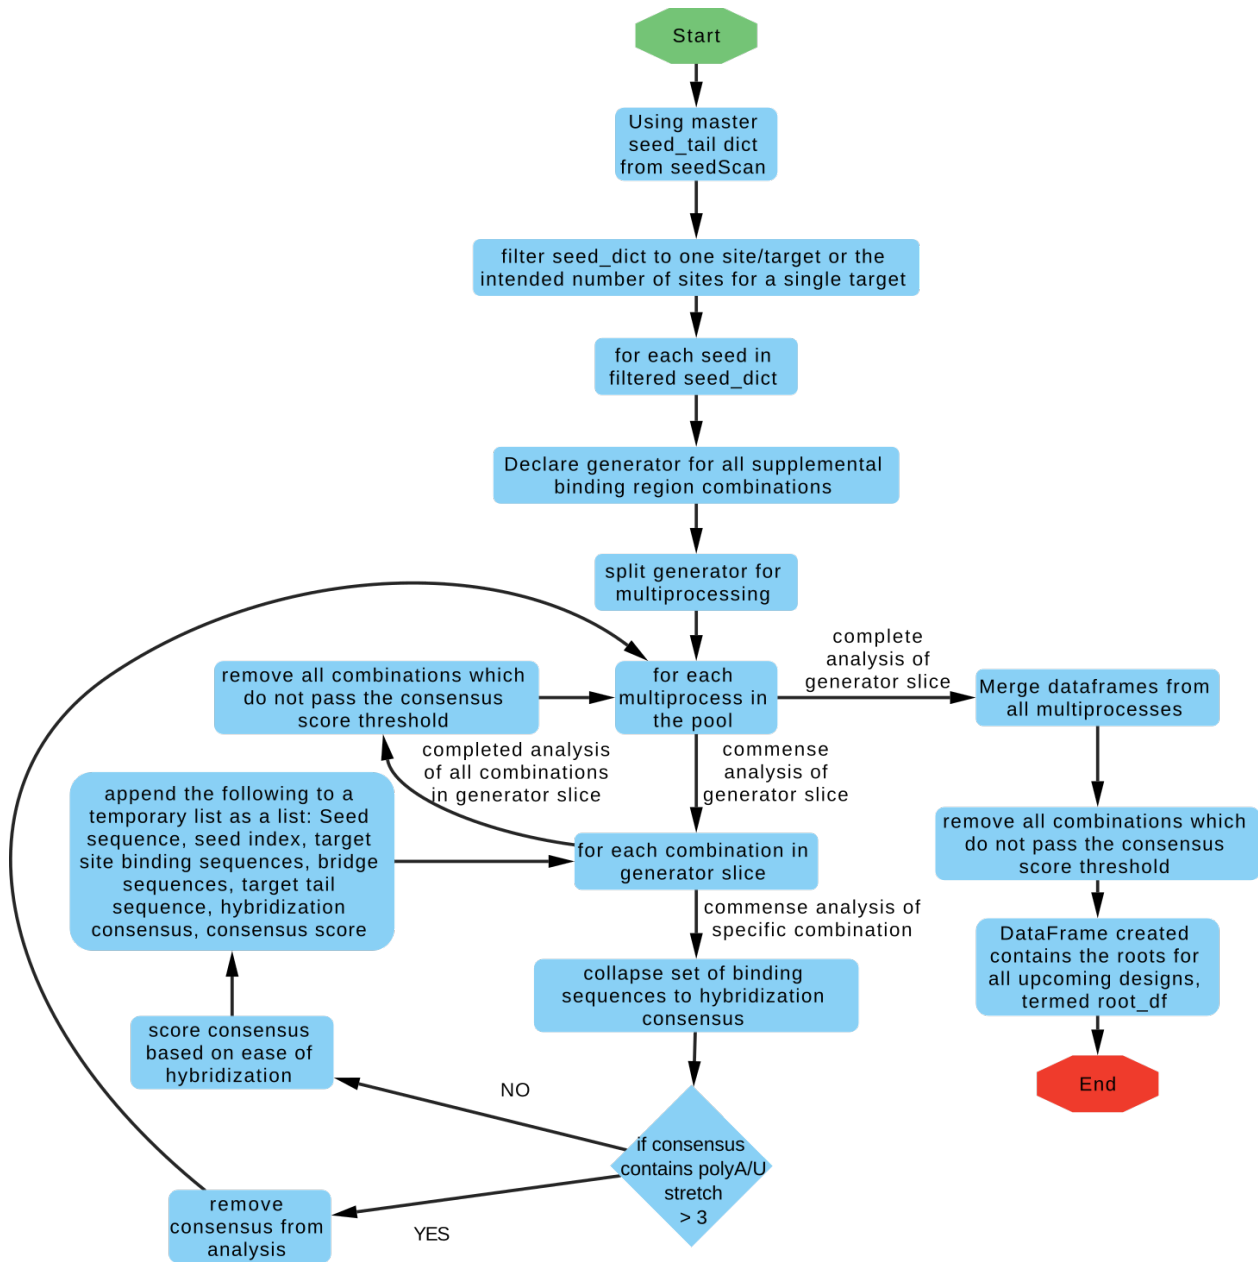 Start
Using master
seed_tail dict
from seedScan
filter seed_dict to one site/target or the
intended number of sites for a single target
for each seed in
filtered seed_dict
Declare generator for all supplemental
binding region combinations
split generator for
multiprocessing
for each
multiprocess in
the pool
complete
analysis of
generator slice
Merge dataframes from
all multiprocesses
remove all combinations which
do not pass the consensus
score threshold
completed analysis
of all combinations
in generator slice
commense
analysis of
generator slice
append the following to a
temporary list as a list: Seed
sequence, seed index, target
site binding sequences, bridge
sequences, target tail
sequence, hybridization
consensus, consensus score
for each combination in
generator slice
remove all combinations which
do not pass the consensus
score threshold
commense analysis of
specific combination
DataFrame created
contains the roots for
all upcoming designs,
termed root_df
collapse set of binding
sequences to hybridization
consensus
score consensus
based on ease of
hybridization
End
NO
if consensus
contains polyA/U
stretch
> 3
YES
remove
consensus from
analysis